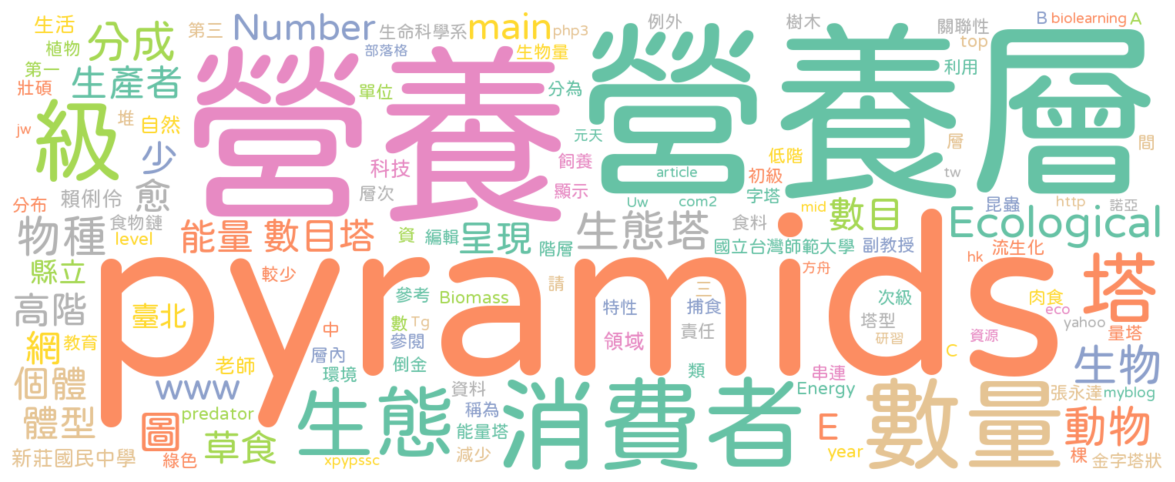 生活 分成 第三 Number 生命科學系 main php3 例外 樹木 關聯性 B biolearning A
植物 部落格 生物量 top
第一 生產者 單位 分為 利用
壯碩 級 營養 營養層
jw 堆 自然 元天 層 間
少 科技 飼養 article 低階
賴俐伶 愈 層次 顯示 初級 tw
分布 Uw com2 字塔 mid 數目 昆蟲 http 諾亞
物種 食物鏈 能量 數目塔 資 編輯 呈現 階層 生態塔 食料 Ecological
level 國立台灣師範大學 副教授 流生化
縣立 較少 pyramids 請 方舟 hk 塔
高階 臺北 參考 Biomass 特性 三 捕食 次級 肉食 eco
中 數 Tg 責任 塔型 yahoo 量塔
網 教育 層內 參閱 領域 研習 資源
老師 環境 倒金 類 串連 C 生物
個體 www 資料 Energy 張永達 myblog
體型 predator 圖 生態 稱為 消費者 數量
草食 能量塔 E 動物
新莊國民中學 綠色 xpypssc 減少 year 棵 金字塔狀